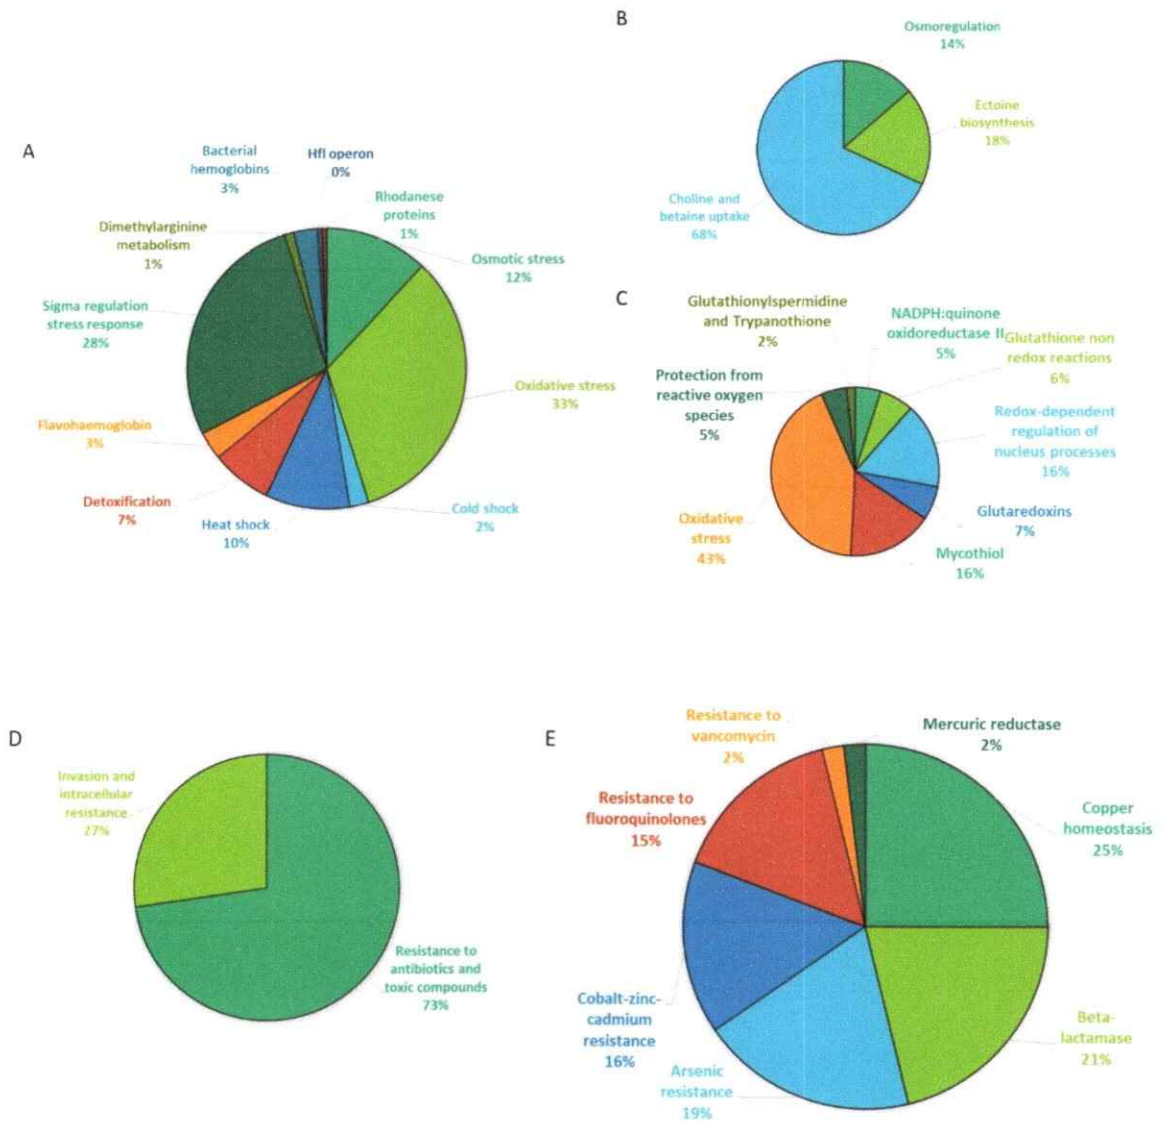 A
Bacterial
hemoglobins
3%
Hfl operon
0%
Rhodanese
proteins
1%
Dimethylarginine
metabolism
1%
Osmotic stress
12%
Sigma regulation
stress response
28%
Oxidative stress
33%
Flavohaemoglobin
3%
Detoxification
7%
Heat shock
10%
Cold shock
2%
B
Osmoregulation
14%
Ectoine
biosynthesis
18%
Choline and
betaine uptake
68%
C
Glutathionylspermidine
and Trypanothione
2%
NADPH:quinone
oxidoreductase II
5%
Glutathione non
redox reactions
6%
Protection from
reactive oxygen
species
5%
Redox-dependent
regulation of
nucleus processes
16%
Oxidative
stress
43%
Glutaredoxins
7%
Mycothiol
16%
D
Invasion and
intracellular
resistance
27%
Resistance to
antibiotics and
toxic compounds
73%
E
Resistance to
vancomycin
2%
Mercuric reductase
2%
Resistance to
fluoroquinolones
15%
Copper
homeostasis
25%
Cobalt-zinc-
cadmium
resistance
16%
Beta-
lactamase
21%
Arsenic
resistance
19%